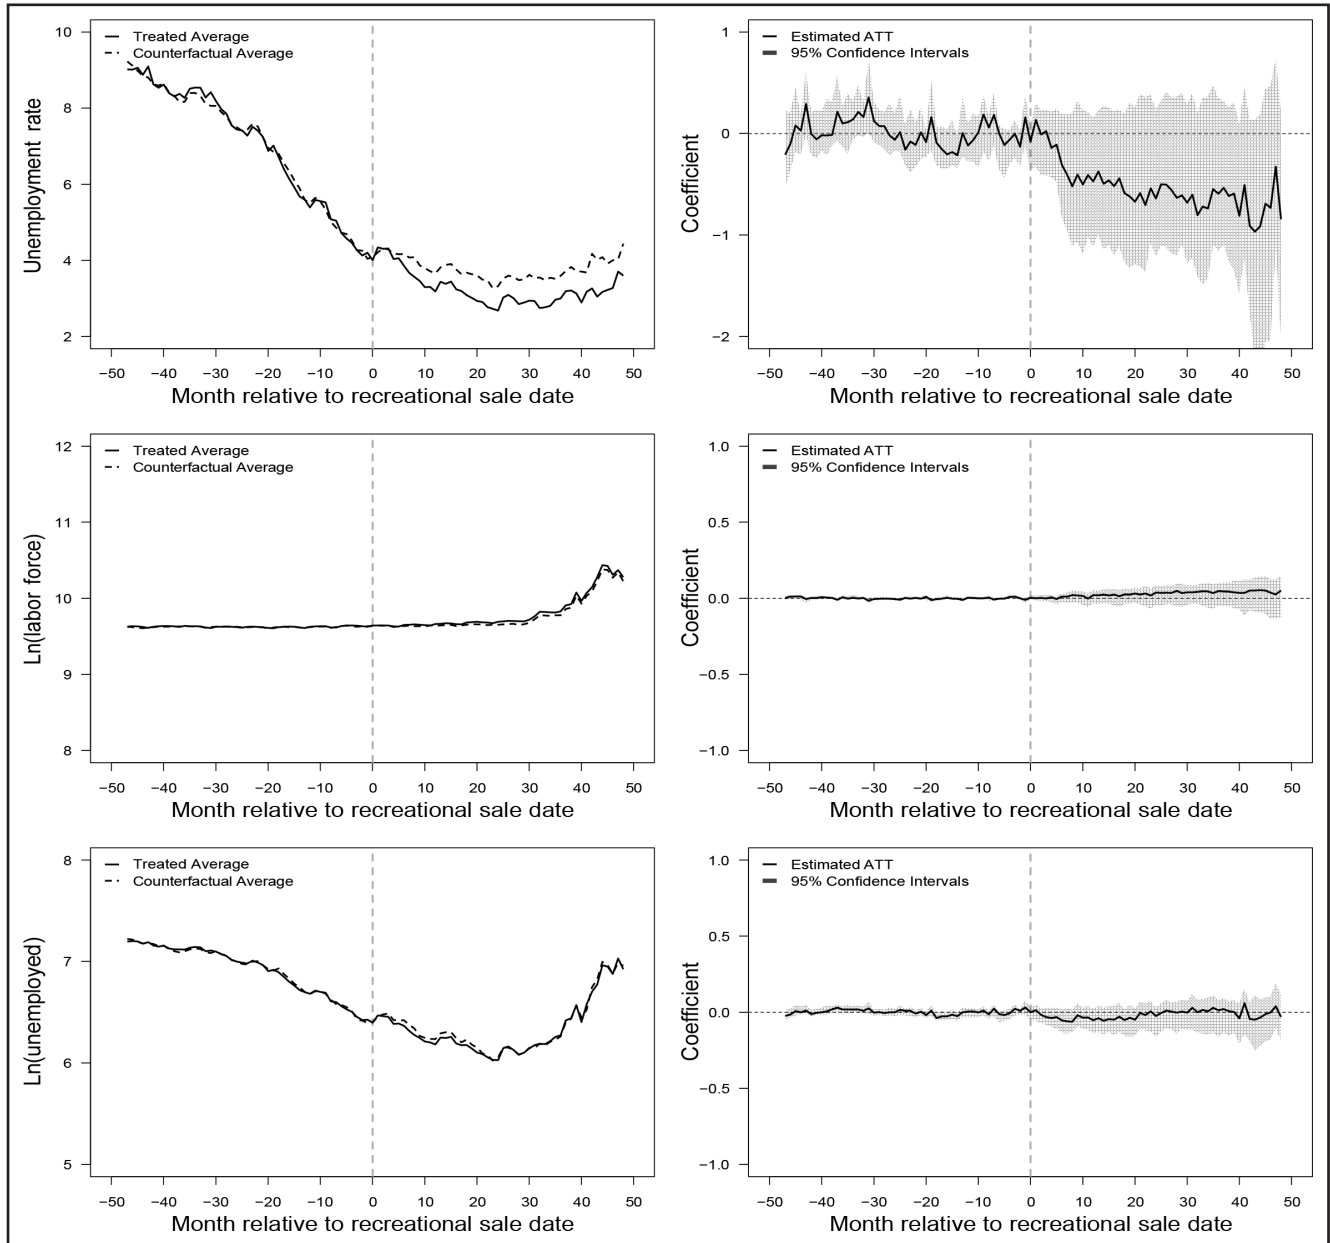 Treated Average
Counterfactual Average
Unemployment rate
10
8
6
4
2
−50 −40 −30 −20 −10 0 10 20 30 40 50
Month relative to recreational sale date
Estimated ATT
95% Confidence Intervals
Coefficient
1
0
−1
−2
−50 −40 −30 −20 −10 0 10 20 30 40 50
Month relative to recreational sale date
Treated Average
Counterfactual Average
Ln(labor force)
12
11
10
9
8
−50 −40 −30 −20 −10 0 10 20 30 40 50
Month relative to recreational sale date
Estimated ATT
95% Confidence Intervals
Coefficient
1.0
0.5
0.0
−0.5
−1.0
−50 −40 −30 −20 −10 0 10 20 30 40 50
Month relative to recreational sale date
Treated Average
Counterfactual Average
Ln(unemployed)
8
7
6
5
−50 −40 −30 −20 −10 0 10 20 30 40 50
Month relative to recreational sale date
Estimated ATT
95% Confidence Intervals
Coefficient
1.0
0.5
0.0
−0.5
−1.0
−50 −40 −30 −20 −10 0 10 20 30 40 50
Month relative to recreational sale date